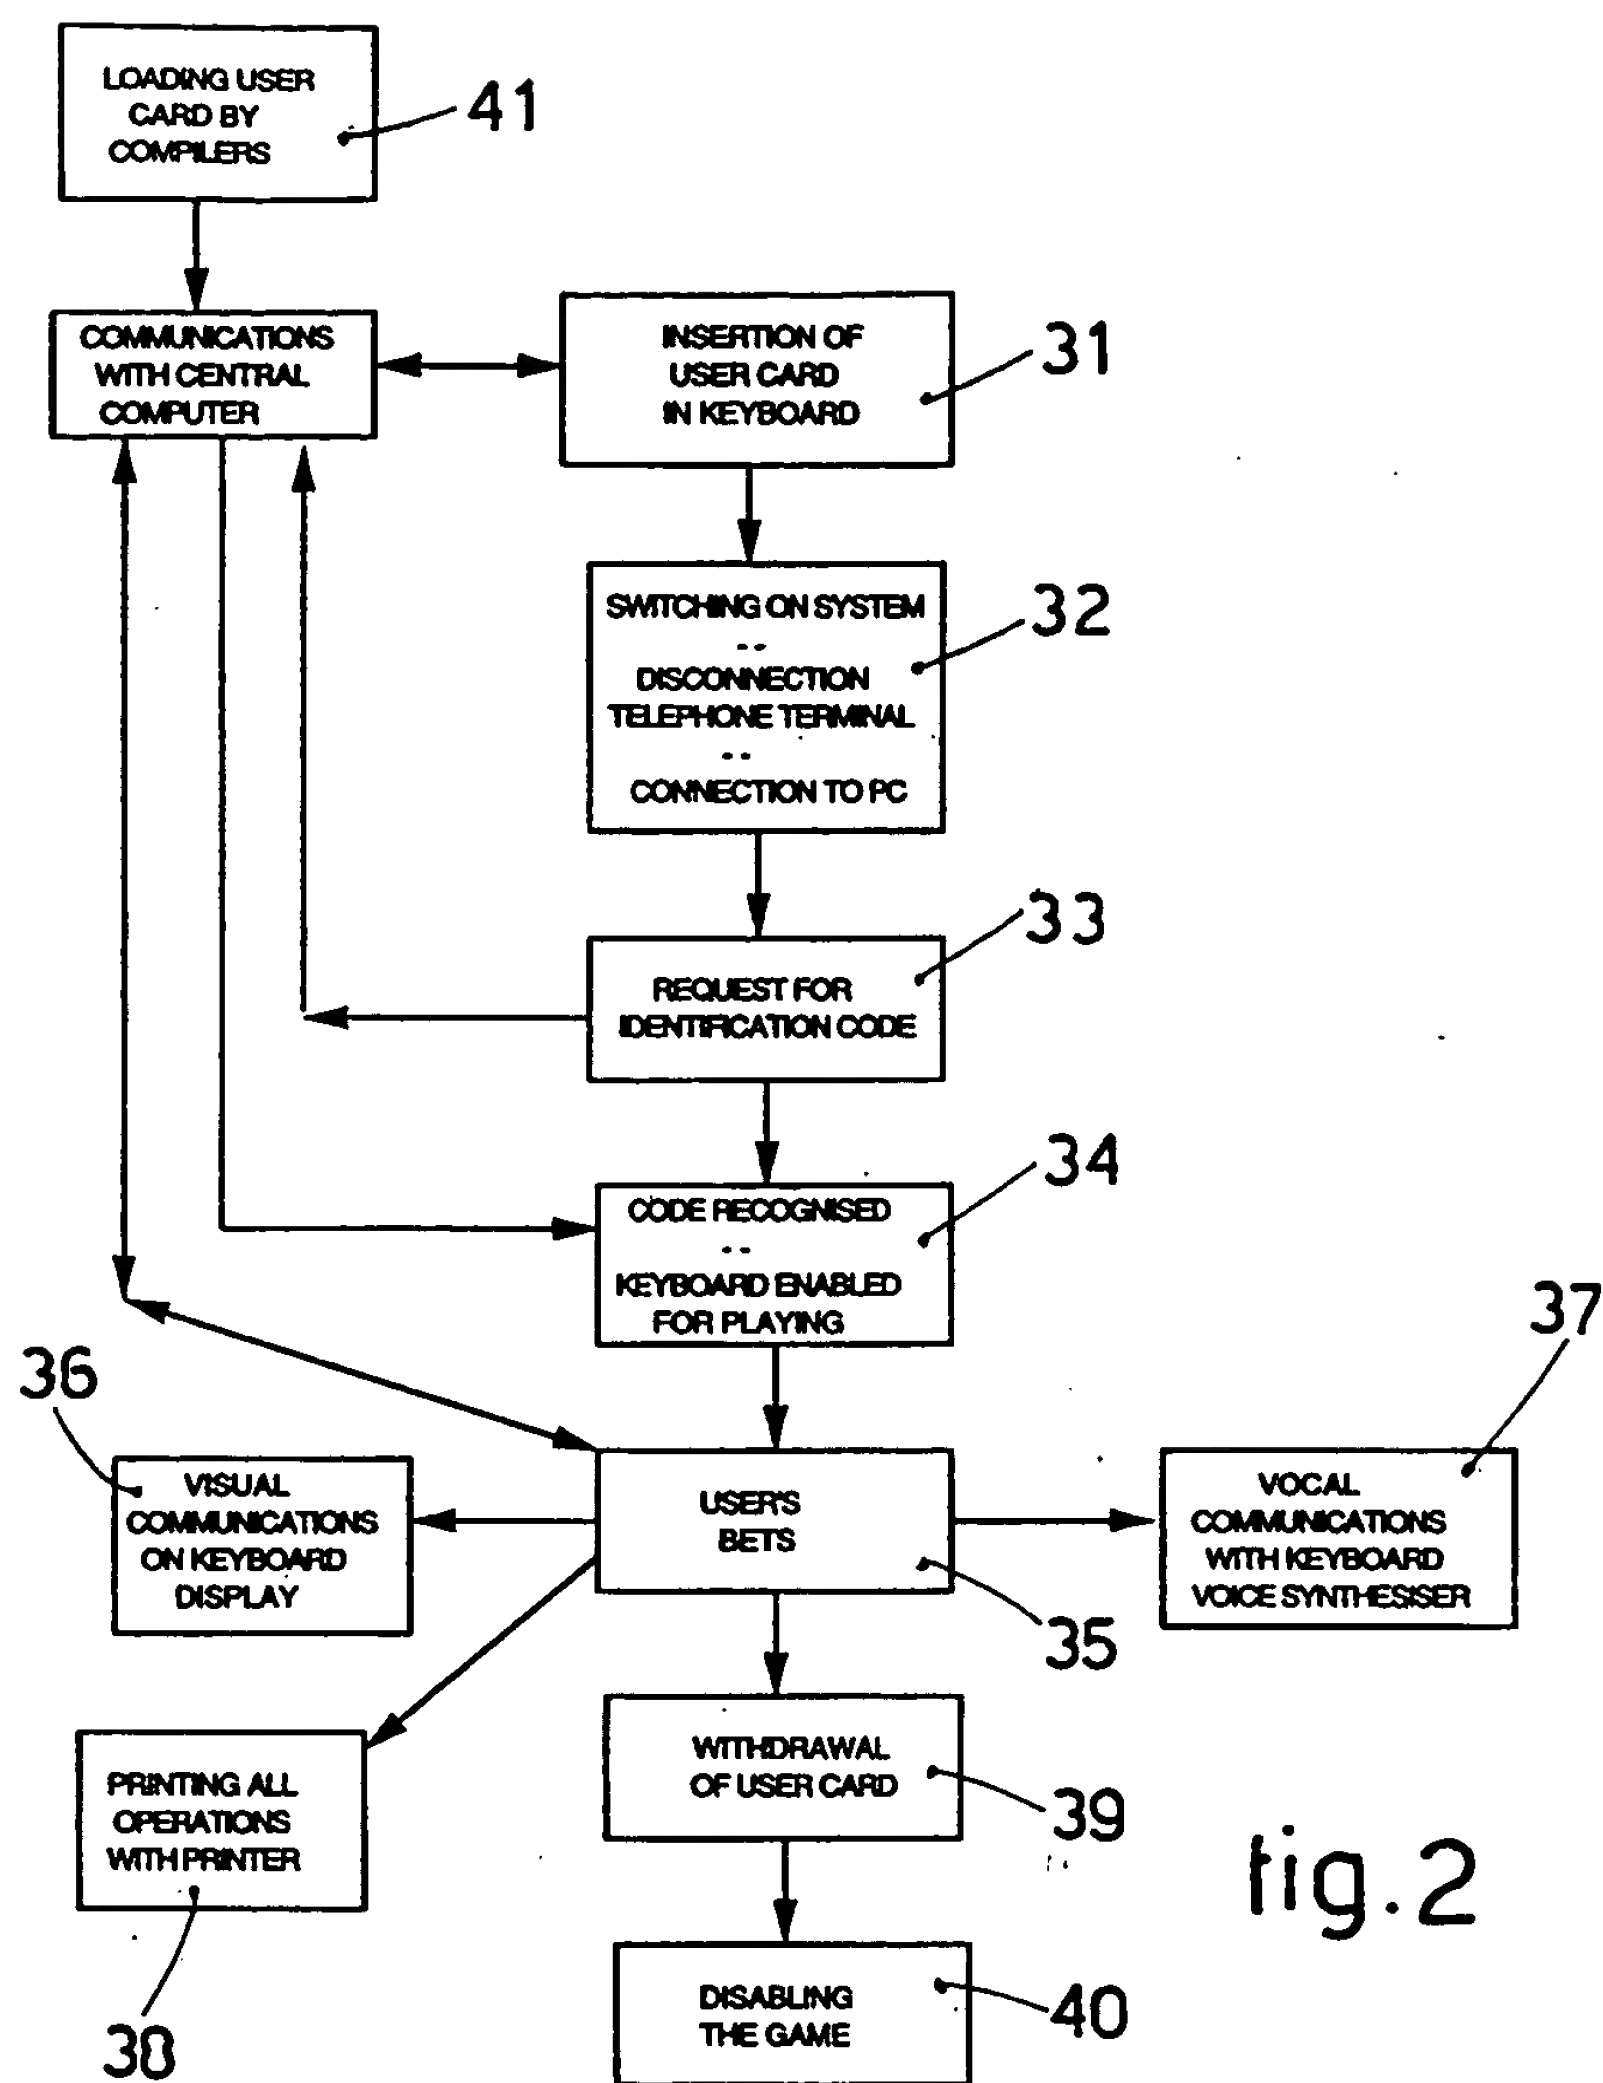 LOADING USER
CARD BY
COMPILERS
41
COMMUNICATIONS
WITH CENTRAL
COMPUTER
INSERTION OF
USER CARD
IN KEYBOARD
31
SWITCHING ON SYSTEM
--
DISCONNECTION
TELEPHONE TERMINAL
--
CONNECTION TO PC
32
REQUEST FOR
IDENTIFICATION CODE
33
CODE RECOGNISED
--
KEYBOARD ENABLED
FOR PLAYING
34
36
VISUAL
COMMUNICATIONS
ON KEYBOARD
DISPLAY
USER'S
BETS
35
37
VOCAL
COMMUNICATIONS
WITH KEYBOARD
VOICE SYNTHESISER
PRINTING ALL
OPERATIONS
WITH PRINTER
38
WITHDRAWAL
OF USER CARD
39
DISABLING
THE GAME
40
fig.2